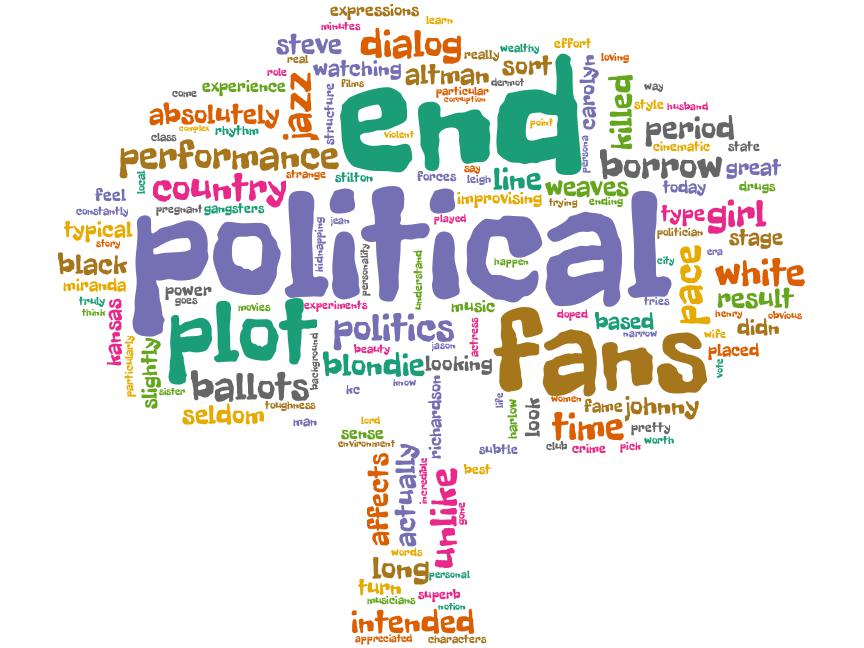 expressions
learn
minutes
steve
dialog
really
wealthy
effort
real
loving
role
watching
altman
sort
dermot
carolyn
killed
way
come
experience
jazz
structure
films
particular
corruption
end
style
husband
absolutely
complex
rhythm
class
violent
point
persona
period
cinematic
state
performance
strange
stilton
forces
say
leigh
line
weaves
borrow
great
today
drugs
local
country
improvising
trying
ending
feel
constantly
pregnant
gangsters
political
played
type
girl
typical
story
kidnapping
jean
politician
stage
black
personality
understand
happen
city
era
pace
white
miranda
power
goes
truly
think
movies
experiments
music
tries
result
henry
obvious
kansas
plot
politics
actress
doped
based
narrow
wife
didn
particularly
slightly
background
beauty
jason
fans
placed
vote
blondie
looking
sister
ballots
kc
know
richardson
toughness
seldom
man
life
harlow
look
women
fame
johnny
time
pretty
lord
sense
environment
subtle
club
crime
pick
worth
affects
actually
incredible
unlike
gone
best
words
long
personal
turn
superb
musicians
notion
intended
appreciated
characters